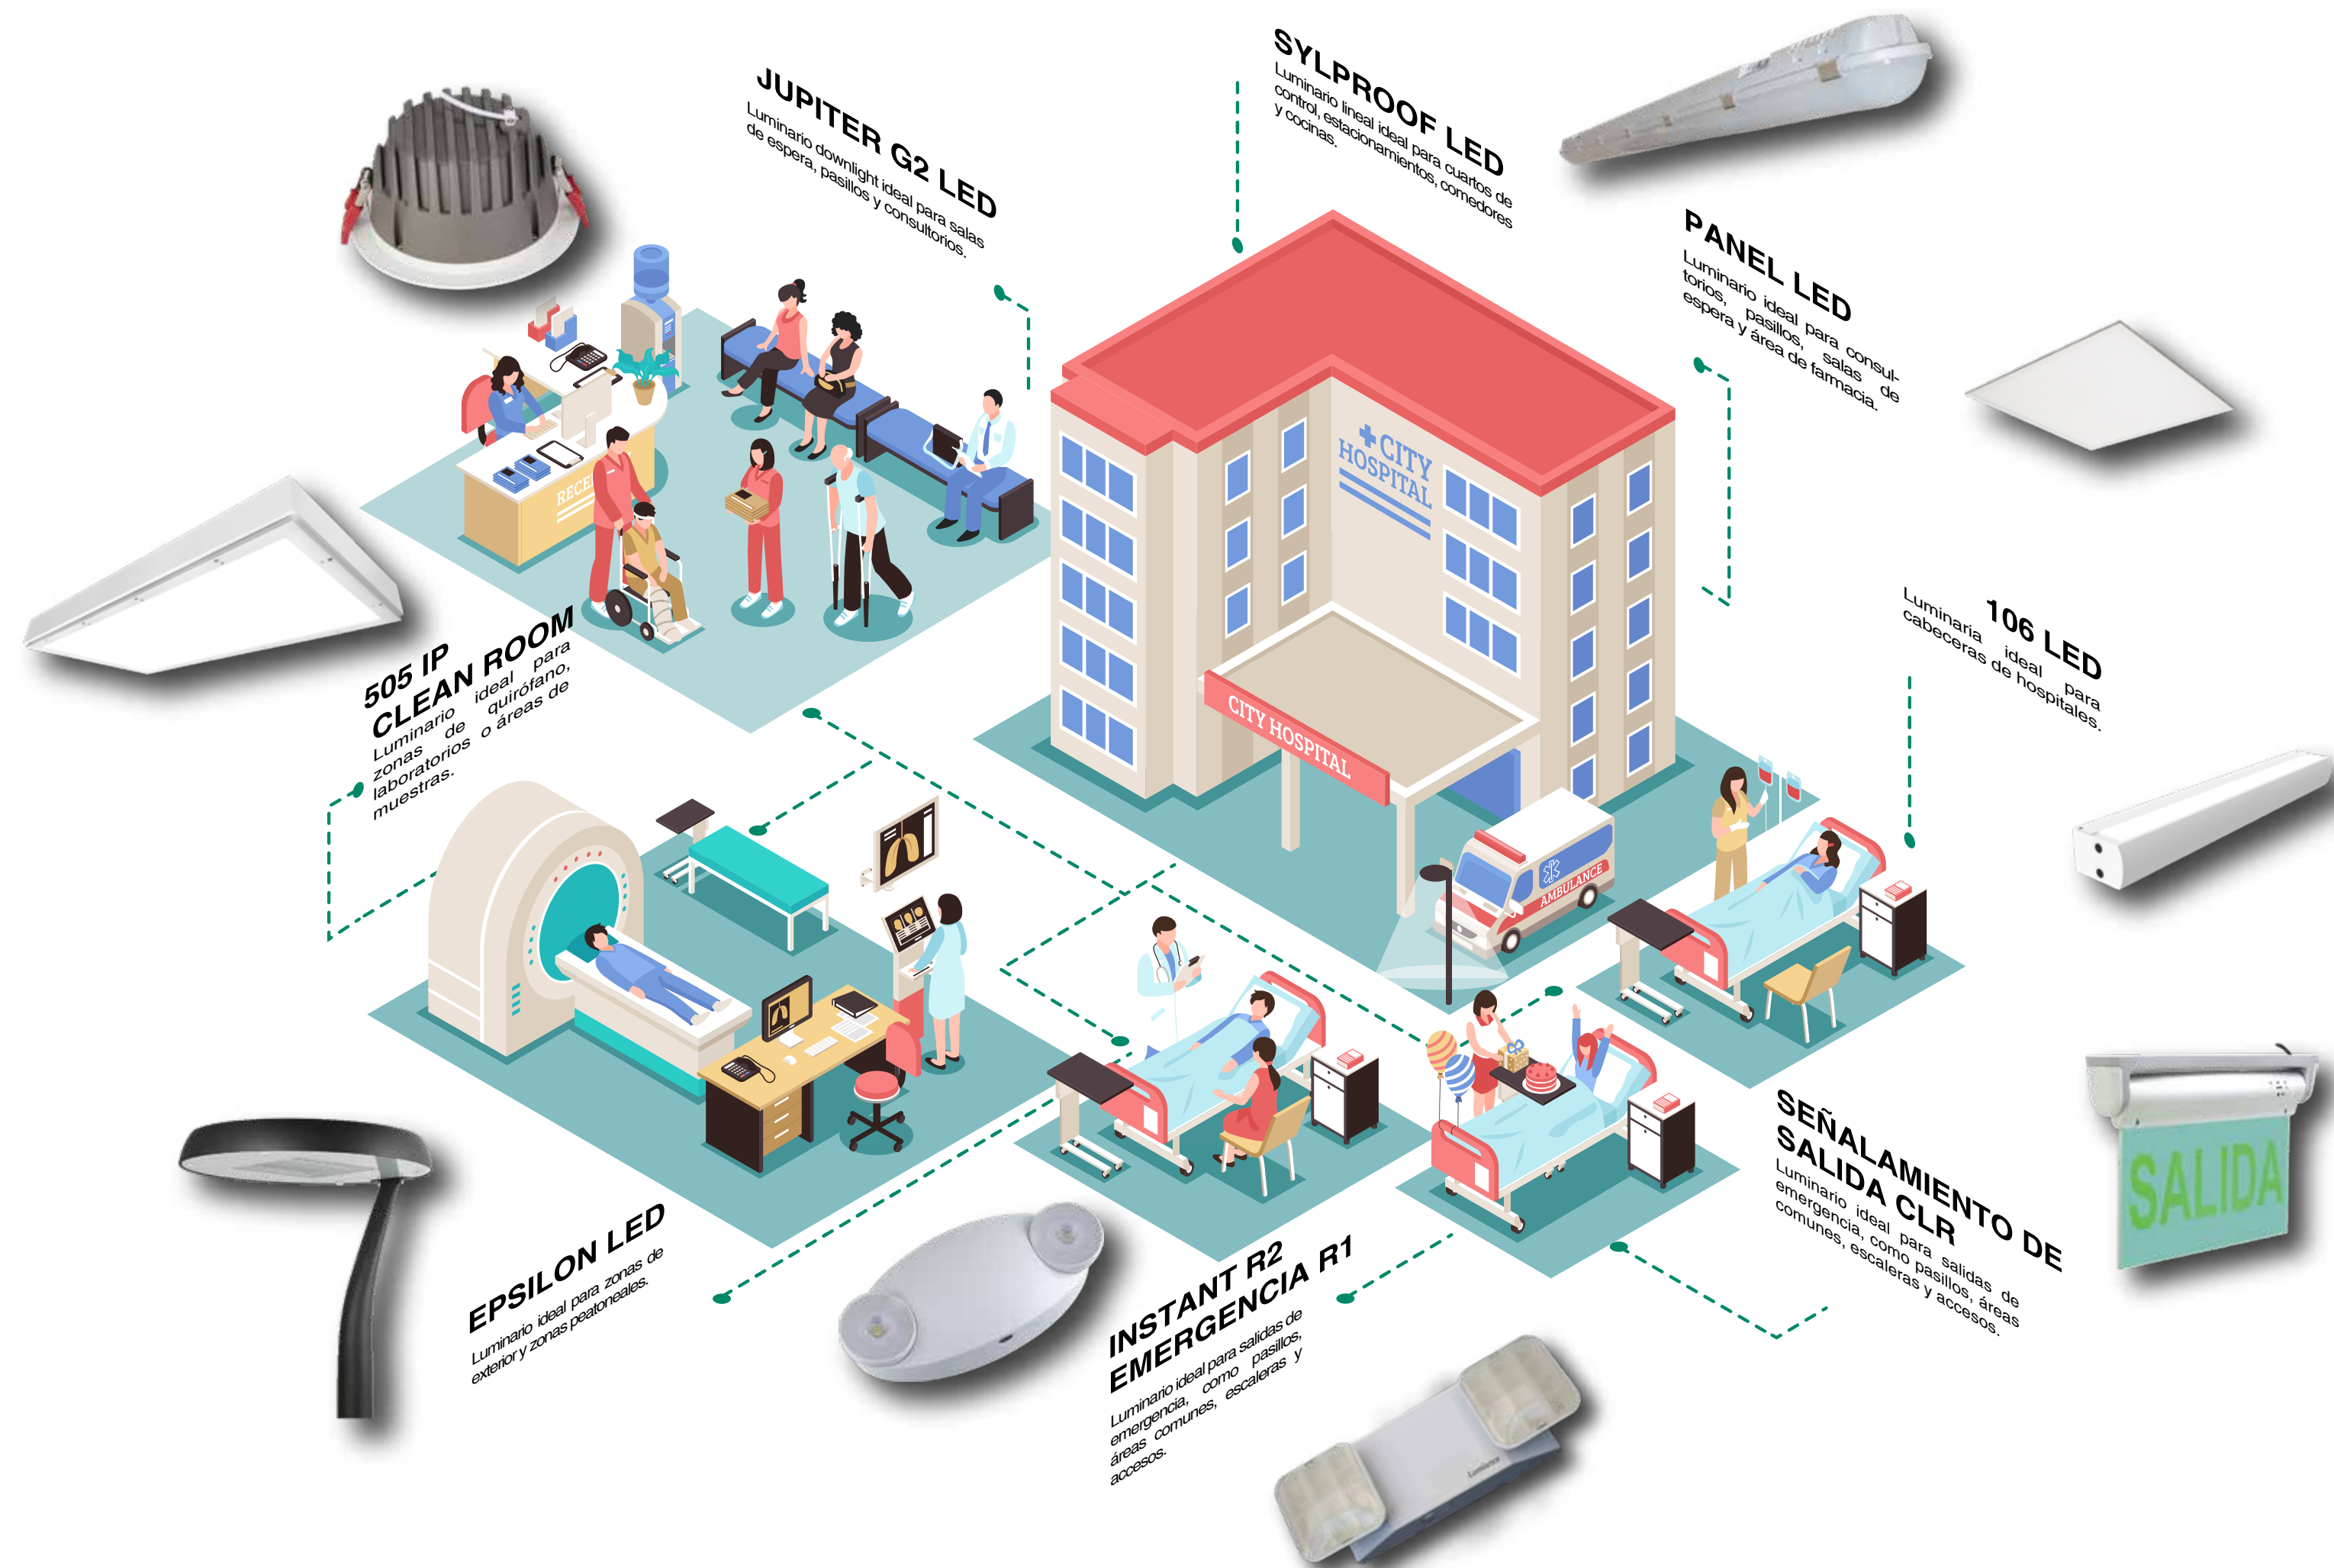 JUPITER G2 LED
Luminario downlight ideal para salas
de espera, pasillos y consultorios.
SYLPROOF LED
Luminario lineal ideal para cuartos de
control, estacionamientos, comedores
y cocinas.
PANEL LED
Luminario ideal para consul-
torios, pasillos, salas de
espera y área de farmacia.
+ CITY
HOSPITAL
RECE
505 IP
CLEAN ROOM
Luminario ideal para
zonas de quirófano,
laboratorios o áreas de
muestras.
106 LED
Luminaria ideal para
cabeceras de hospitales.
CITY HOSPITAL
AMBULANCE
SEÑALAMIENTO DE
SALIDA CLR
Luminario ideal para salidas de
emergencia, como pasillos, áreas
comunes, escaleras y accesos.
SALIDA
EPSILON LED
Luminario ideal para zonas de
exterior y zonas peatoneales.
INSTANT R2
EMERGENCIA R1
Luminario ideal para salidas de
emergencia, como pasillos,
áreas comunes, escaleras y
accesos.
Lumiance